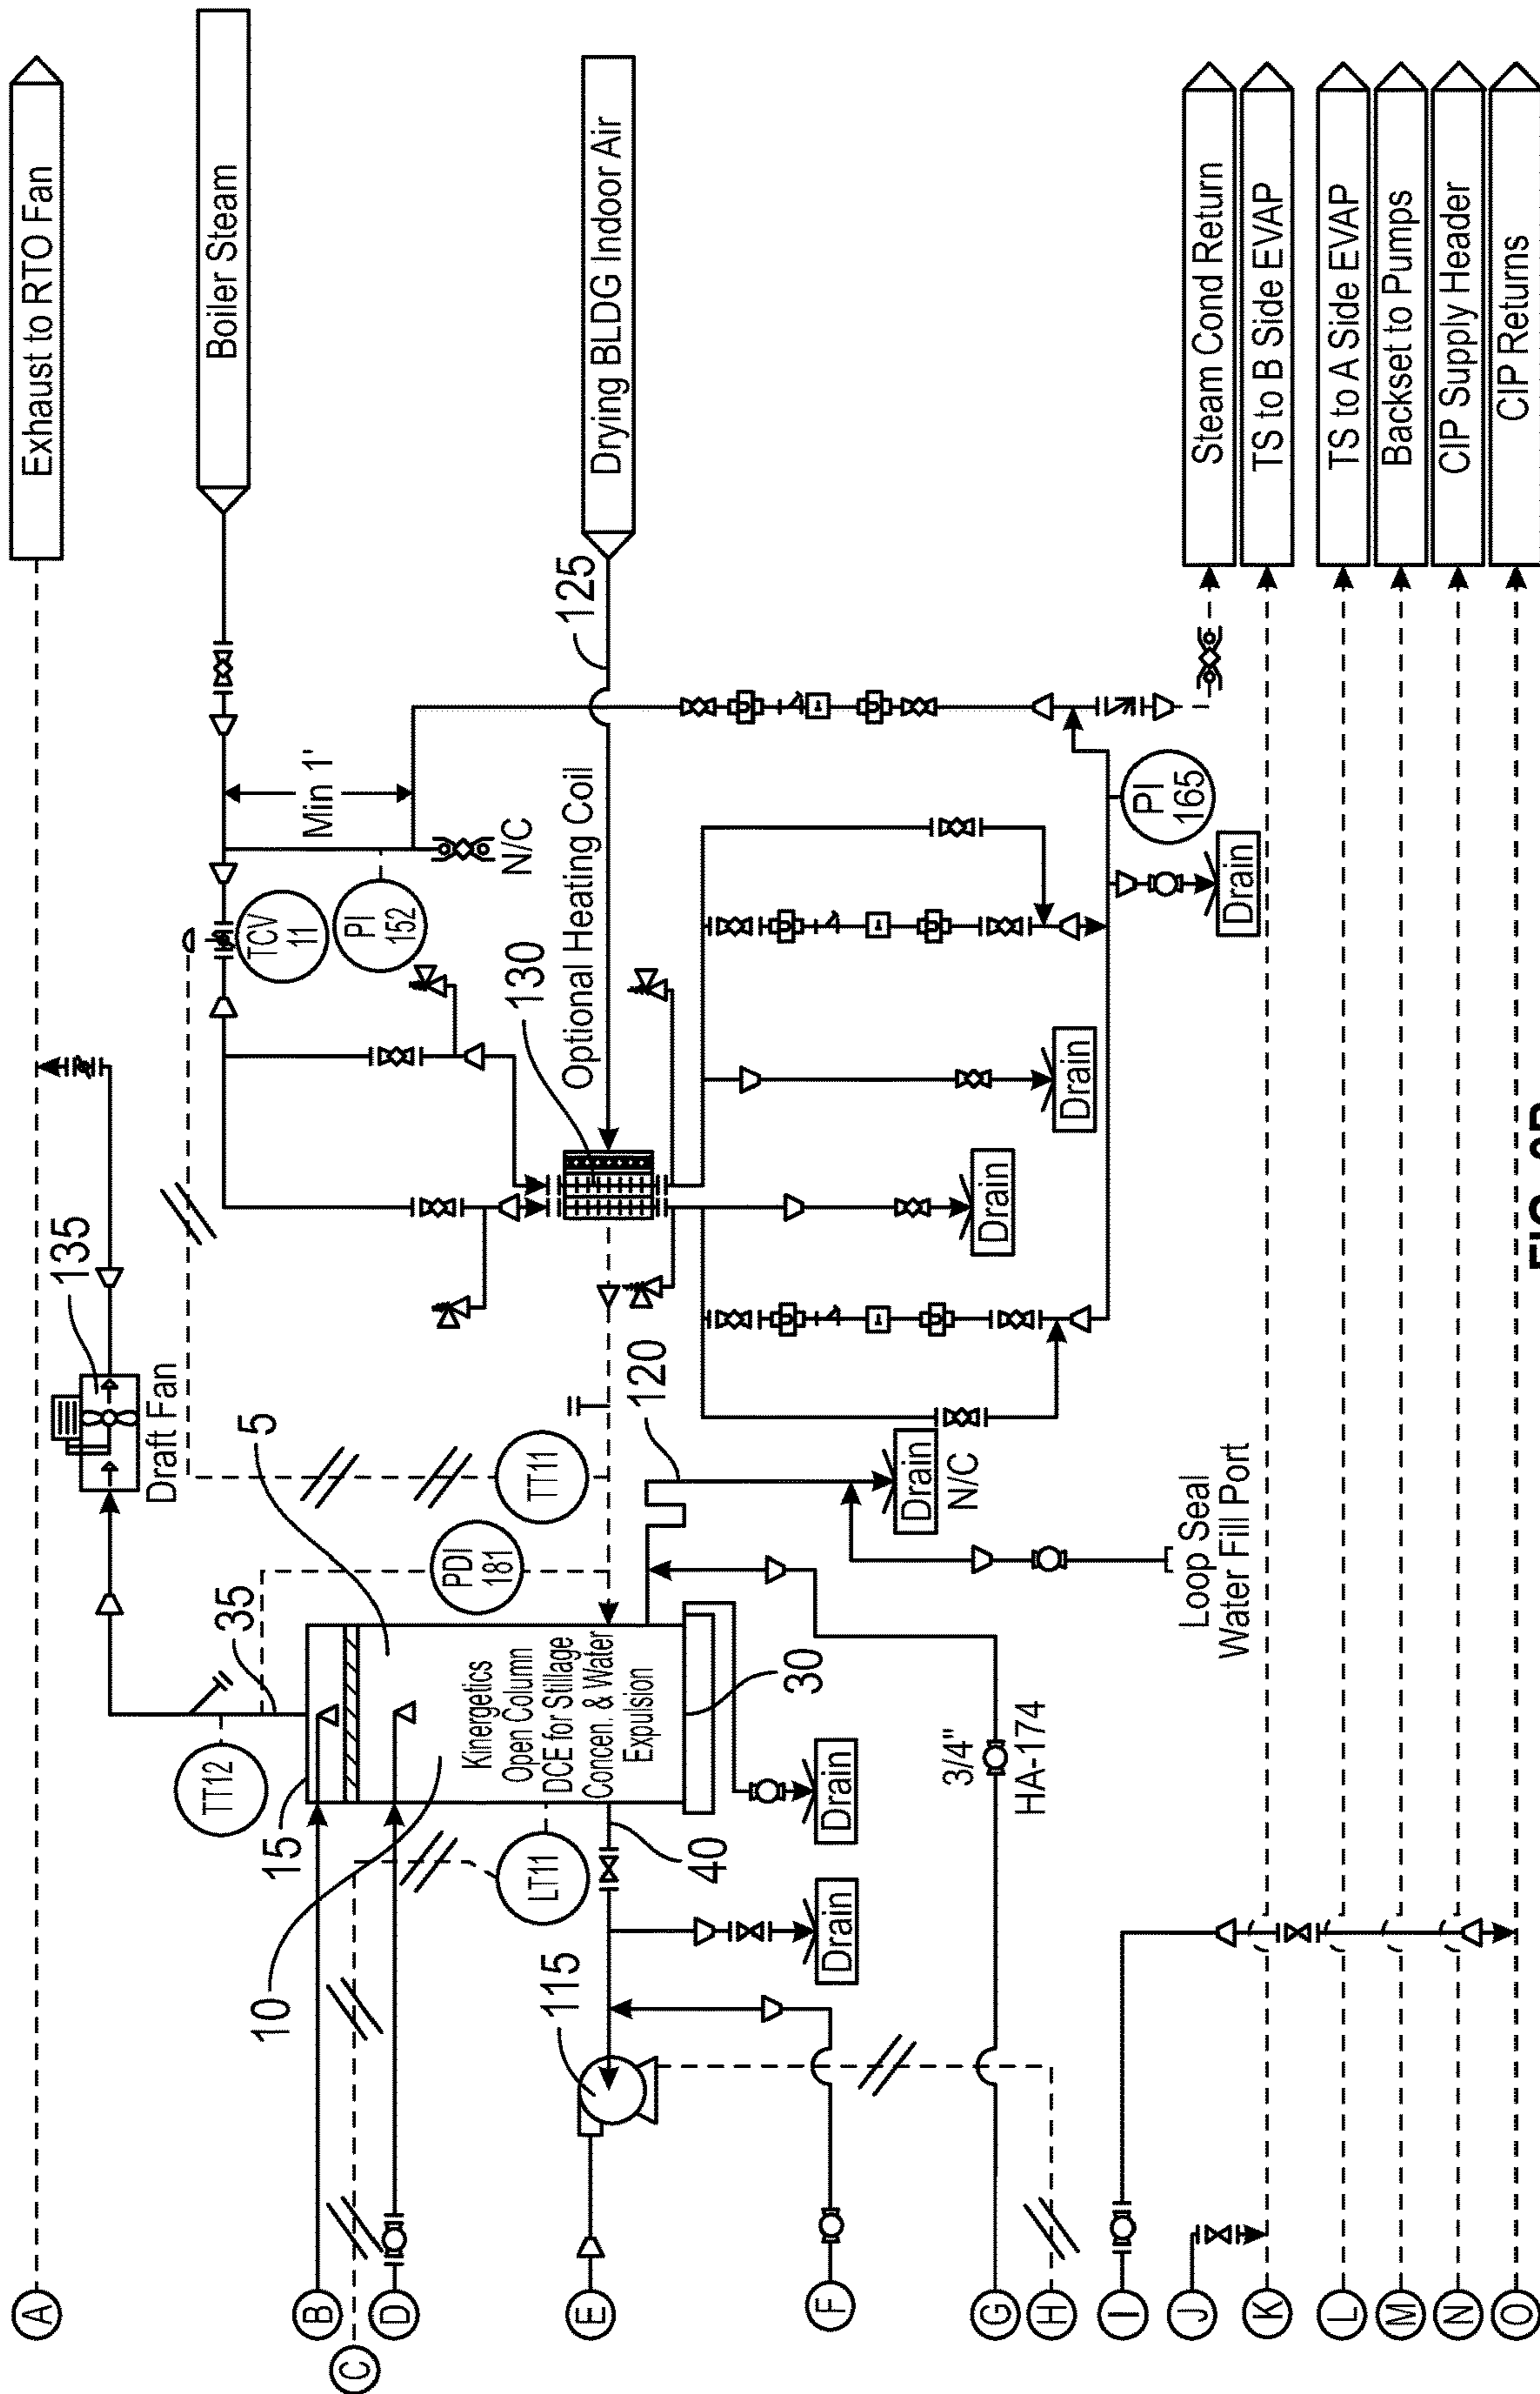 Exhaust to RTO Fan
Boiler Steam
Drying BLDG Indoor Air
Steam Cond Return
TS to B Side EVAP
TS to A Side EVAP
Backset to Pumps
CIP Supply Header
CIP Returns
135
Draft Fan
Min 1'
TCV
11
PI
152
N/C
125
Optional Heating Coil
130
PI
165
Drain
Drain
Drain
TT12
35
15
5
10
PDI
181
TT11
120
Kinergetics
Open Column
DCE for Stillage
Concen. & Water
Expulsion
30
LT11
40
115
Drain
Drain
Drain
N/C
Loop Seal
Water Fill Port
3/4"
HA-174
A
B
C
D
E
F
G
H
I
J
K
L
M
N
O